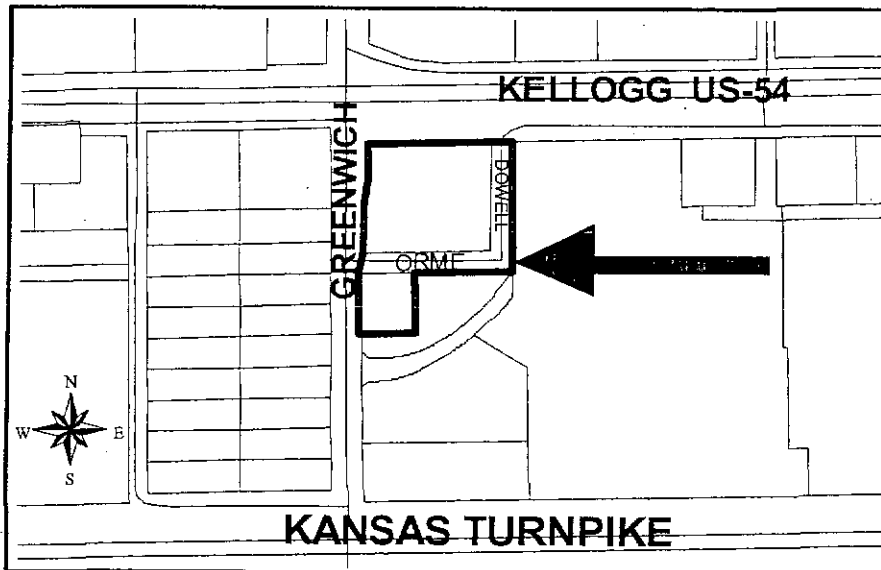 KELLOGG US-54
GREENWICH
DOWELL
ORME
N
W E
S
KANSAS TURNPIKE